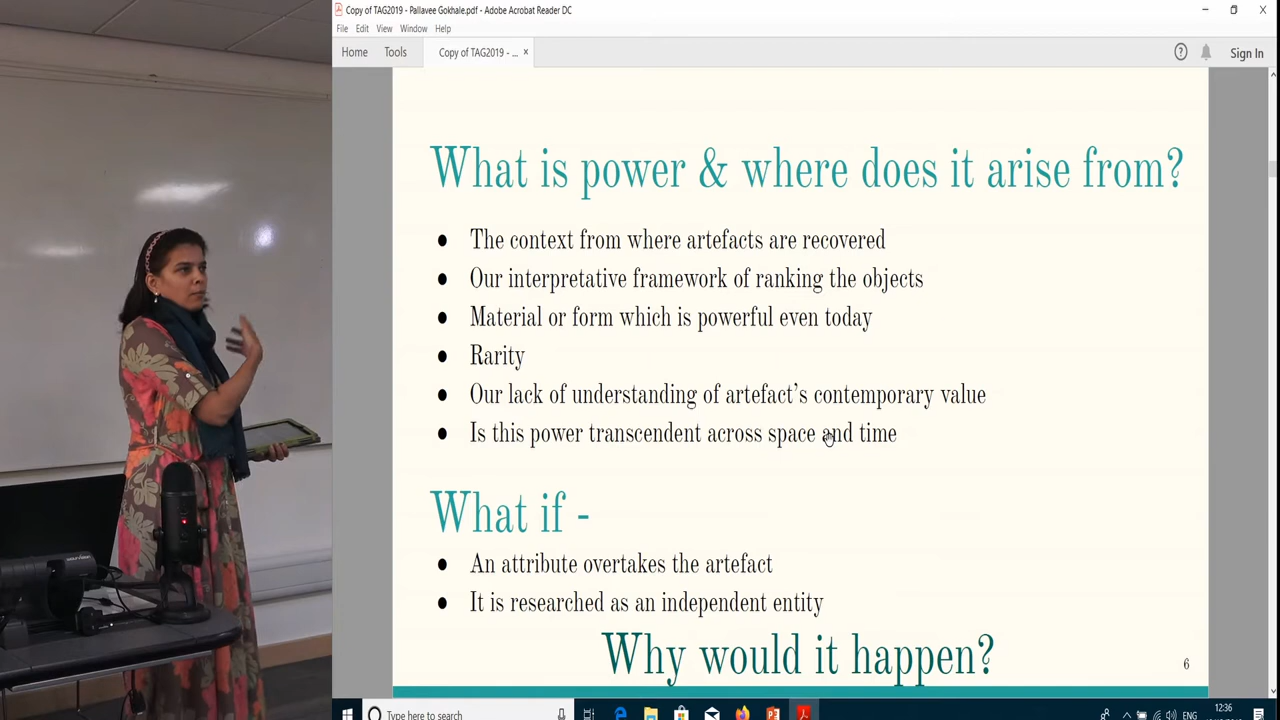 Copy of TAG2019 - Pallavee Gokhale.pdf - Adobe Acrobat Reader DC
File Edit View Window Help
Home Tools Copy of TAG2019 - ... × Sign In
What is power & where does it arise from?
● The context from where artefacts are recovered
● Our interpretative framework of ranking the objects
● Material or form which is powerful even today
● Rarity
● Our lack of understanding of artefact's contemporary value
● Is this power transcendent across space and time
What if -
● An attribute overtakes the artefact
● It is researched as an independent entity
Why would it happen?
6
Type here to search
ENG
12:36